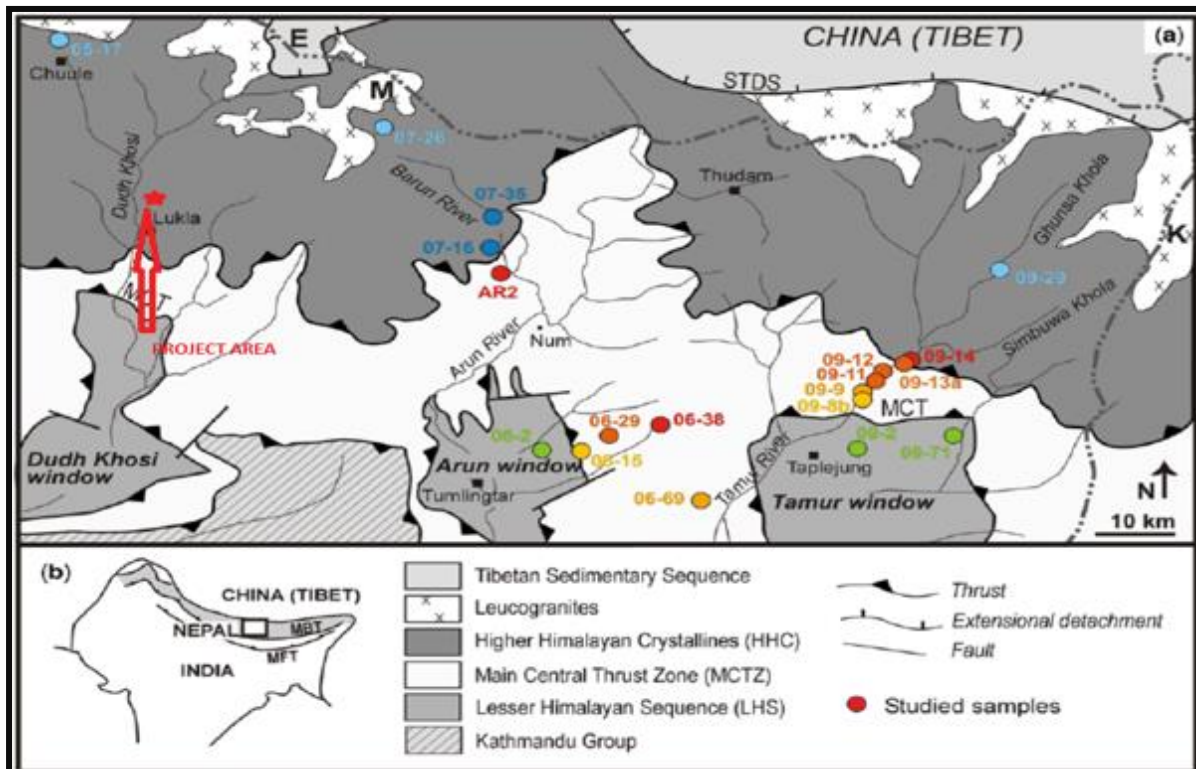 E
CHINA (TIBET)
(a)
05-17
Chuule
STDS
M
07-26
Dudh Khosi
Barun River
07-35
Thudam
Ghunsa Khola
Lukla
K
07-16
09-29
AR2
Simbuwa Khola
Arun River
Num
PROJECT AREA
09-12
09-14
09-11
09-13a
09-9
09-8b
MCT
06-29
06-38
06-2
Dudh Khosi
window
Arun window
Taplejung
Tumlingtar
Tamur River
06-69
Tamur window
N
10 km
(b)
CHINA (TIBET)
NEPAL
MBT
MFT
INDIA
Tibetan Sedimentary Sequence
Leucogranites
Higher Himalayan Crystallines (HHC)
Main Central Thrust Zone (MCTZ)
Lesser Himalayan Sequence (LHS)
Kathmandu Group
Thrust
Extensional detachment
Fault
Studied samples